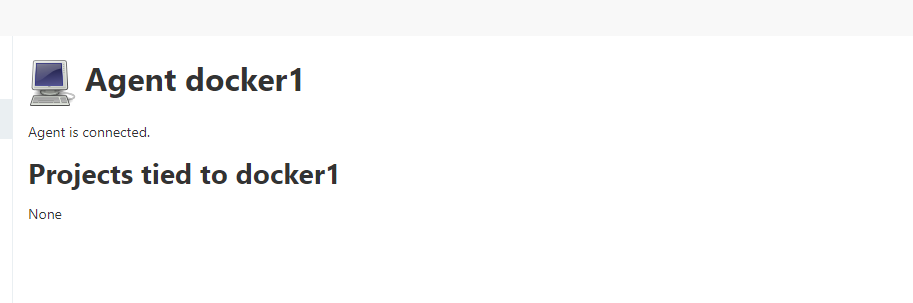 Agent docker1
Agent is connected.
Projects tied to docker1
None